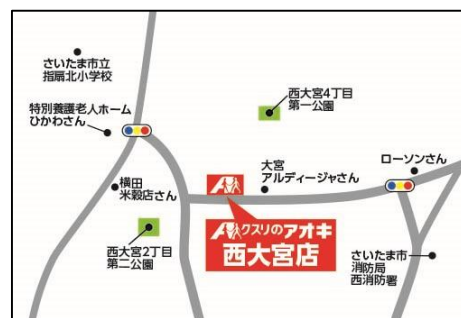 さいたま市立
指扇北小学校
特別養護老人ホーム
ひかわさん
西大宮4丁目
第一公園
大宮
アルディージャさん
ローソンさん
横田
米穀店さん
西大宮2丁目
第二公園
クスリのアオキ
西大宮店
さいたま市
消防局
西消防署